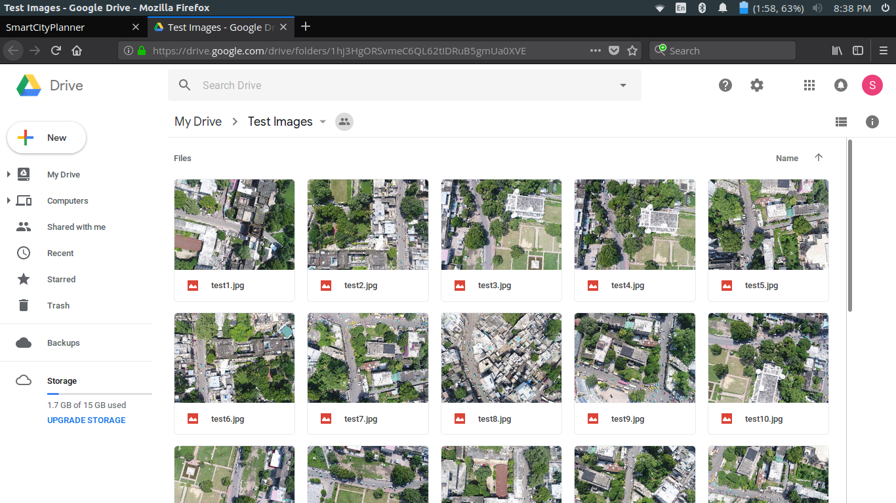 Test Images - Google Drive - Mozilla Firefox
En
(1:58, 63%)
8:38 PM
SmartCityPlanner
Test Images - Google Dr
https://drive.google.com/drive/folders/1hj3HgORSvmeC6QL62tIDRuB5gmUa0XVE
Search
Drive
Search Drive
S
New
My Drive
Test Images
My Drive
Computers
Shared with me
Recent
Starred
Trash
Backups
Storage
1.7 GB of 15 GB used
UPGRADE STORAGE
Files
Name
test1.jpg
test2.jpg
test3.jpg
test4.jpg
test5.jpg
test6.jpg
test7.jpg
test8.jpg
test9.jpg
test10.jpg